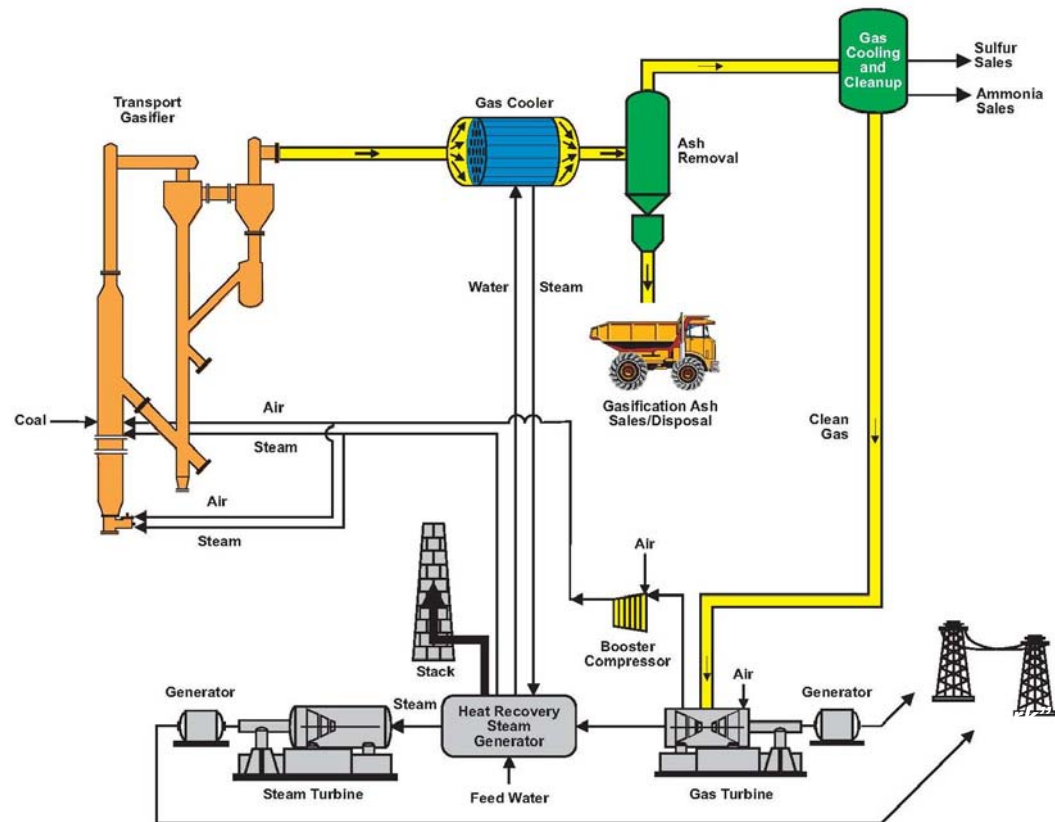 Gas
Cooling
and
Cleanup
Sulfur
Sales
Ammonia
Sales
Transport
Gasifier
Gas Cooler
Ash
Removal
Water
Steam
Gasification Ash
Sales/Disposal
Clean
Gas
Coal
Air
Steam
Air
Steam
Air
Booster
Compressor
Stack
Air
Generator
Steam
Heat Recovery
Steam
Generator
Generator
Steam Turbine
Feed Water
Gas Turbine